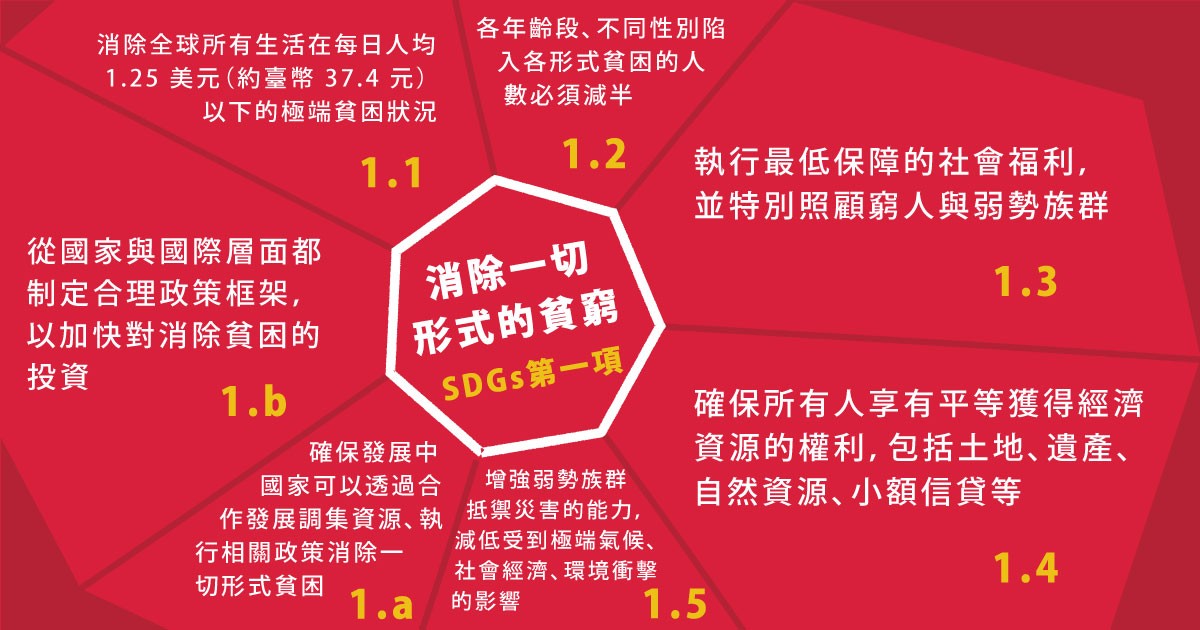 消除一切
形式的貧窮
SDGs第一項
消除全球所有生活在每日人均
1.25 美元（約臺幣 37.4 元）
以下的極端貧困狀況
1.1
各年齡段、不同性別陷
入各形式貧困的人
數必須減半
1.2
執行最低保障的社會福利,
並特別照顧窮人與弱勢族群
1.3
確保所有人享有平等獲得經濟
資源的權利, 包括土地、遺產、
自然資源、小額信貸等
1.4
增強弱勢族群
抵禦災害的能力,
減低受到極端氣候、
社會經濟、環境衝擊
的影響
1.5
確保發展中
國家可以透過合
作發展調集資源、執
行相關政策消除一
切形式貧困
1.a
從國家與國際層面都
制定合理政策框架,
以加快對消除貧困的
投資
1.b